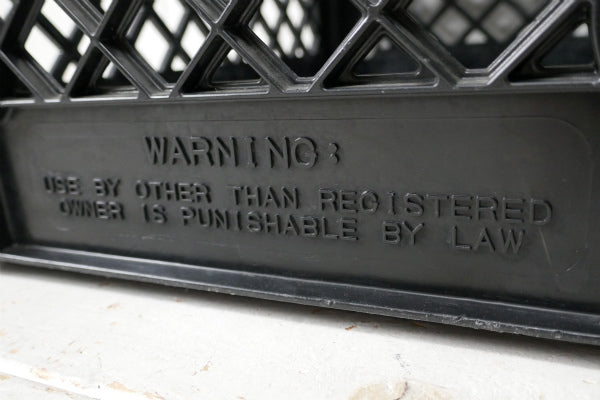 WARNING:
USE BY OTHER THAN REGISTERED
OWNER IS PUNISHABLE BY LAW